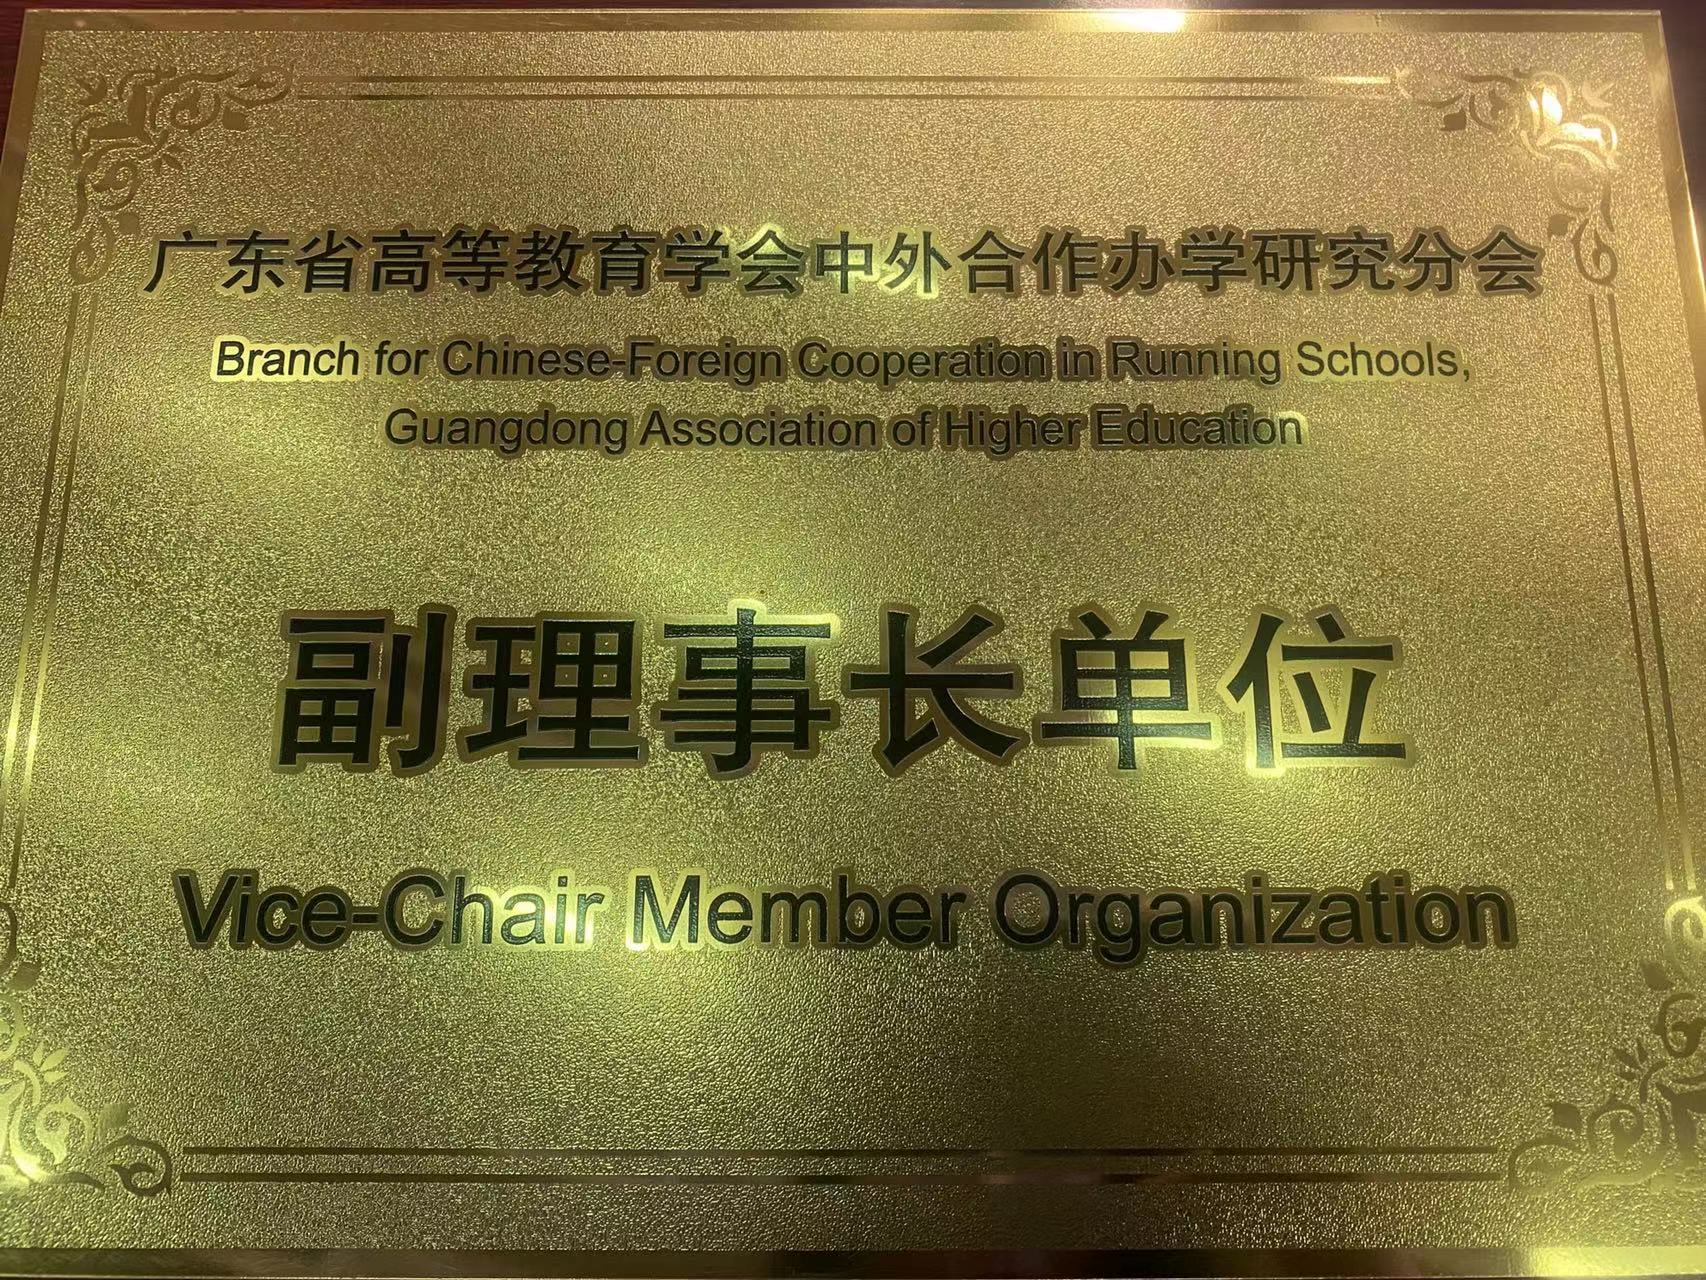 广东省高等教育学会中外合作办学研究分会
Branch for Chinese-Foreign Cooperation in Running Schools,
Guangdong Association of Higher Education
副理事长单位
Vice-Chair Member Organization